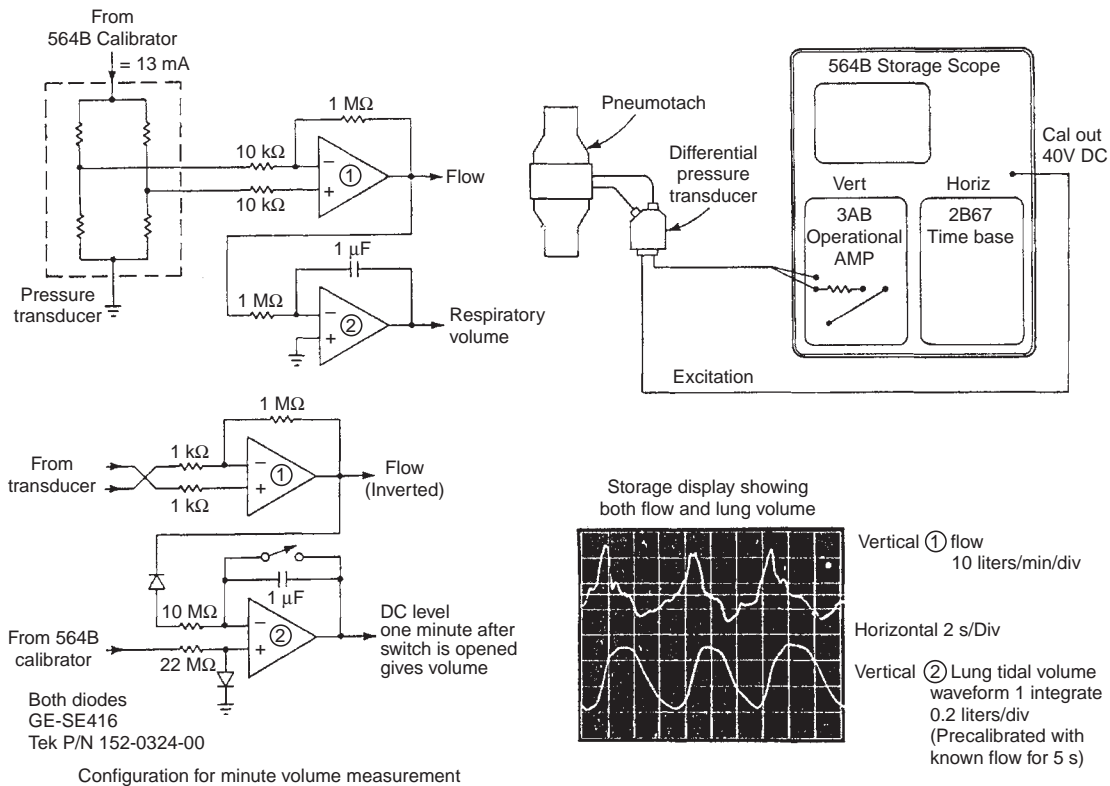 From
564B Calibrator
= 13 mA
1 MΩ
10 kΩ
10 kΩ
−
+
1
Flow
1 µF
1 MΩ
−
+
2
Respiratory
volume
Pressure
transducer
Pneumotach
Differential
pressure
transducer
564B Storage Scope
Cal out
40V DC
Vert
Horiz
3AB
Operational
AMP
2B67
Time base
Excitation
1 MΩ
From
transducer
1 kΩ
1 kΩ
−
+
1
Flow
(Inverted)
1 µF
10 MΩ
−
+
2
From 564B
calibrator
22 MΩ
DC level
one minute after
switch is opened
gives volume
Both diodes
GE-SE416
Tek P/N 152-0324-00
Configuration for minute volume measurement
Storage display showing
both flow and lung volume
Vertical 1 flow
10 liters/min/div
Horizontal 2 s/Div
Vertical 2 Lung tidal volume
waveform 1 integrate
0.2 liters/div
(Precalibrated with
known flow for 5 s)